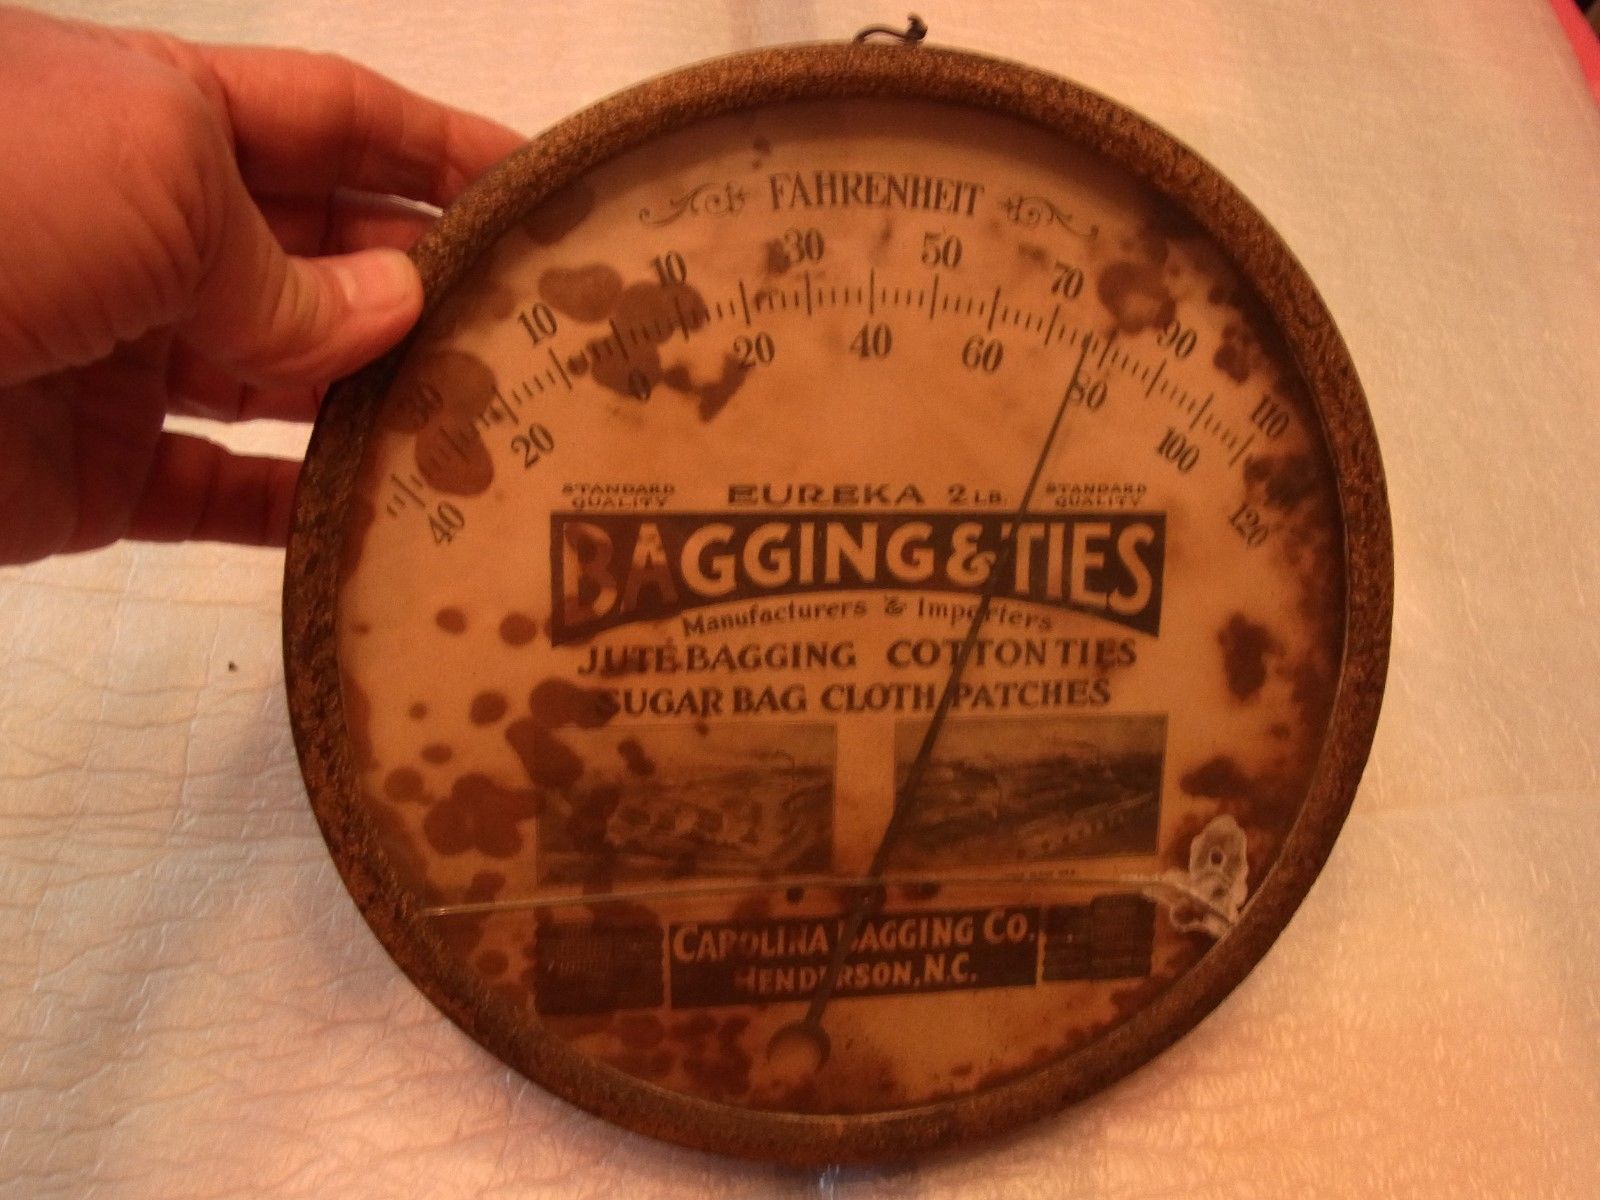 FAHRENHEIT
30 10 10 30 50 70 90 110
40 20 0 20 40 60 80 100 120
STANDARD QUALITY EUREKA 2 LB. STANDARD QUALITY
BAGGING & TIES
Manufacturers & Importers
JUTE BAGGING COTTON TIES
SUGAR BAG CLOTH PATCHES
CAROLINA BAGGING CO.
HENDERSON, N.C.